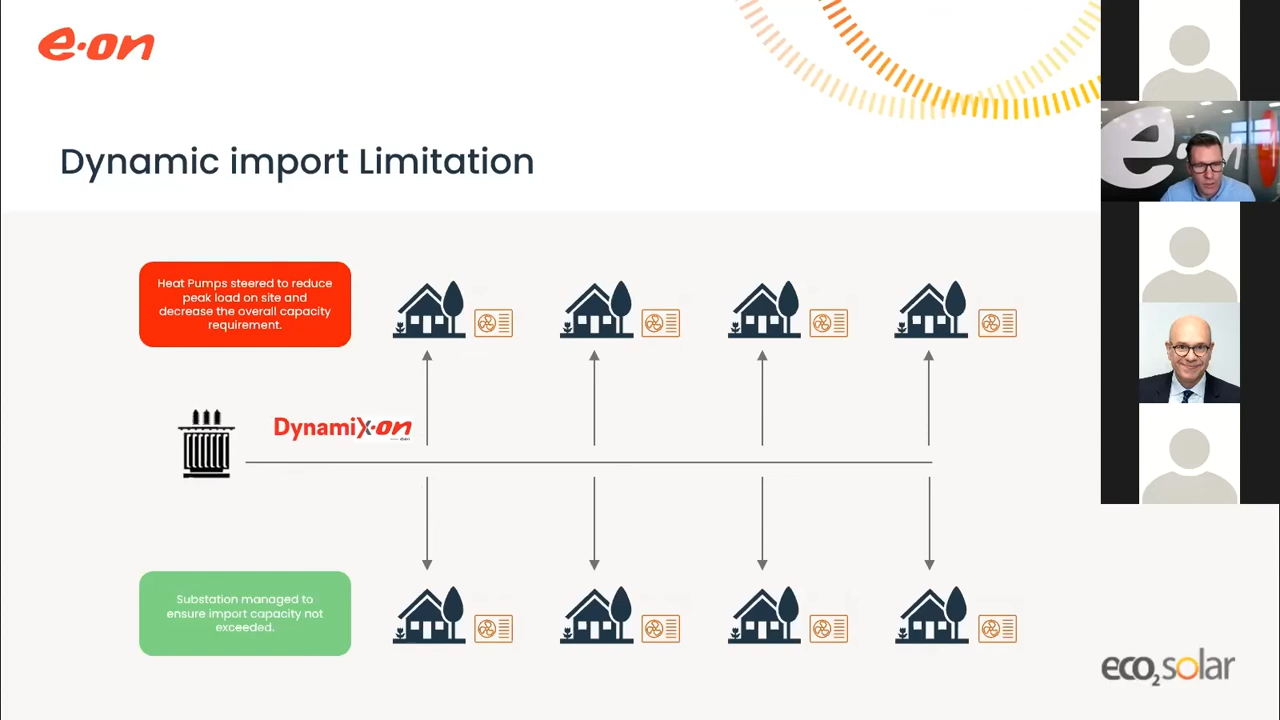 e·on
Dynamic import Limitation
Heat Pumps steered to reduce
peak load on site and
decrease the overall capacity
requirement.
DynamiX·on
Substation managed to
ensure import capacity not
exceeded.
eco2solar
e·on